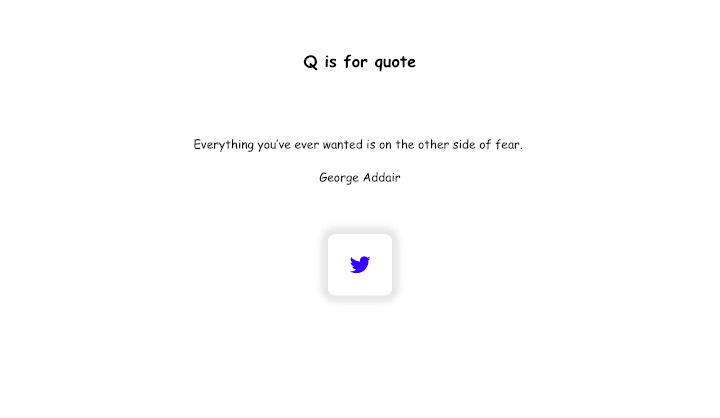 Q is for quote
Everything you've ever wanted is on the other side of fear.
George Addair